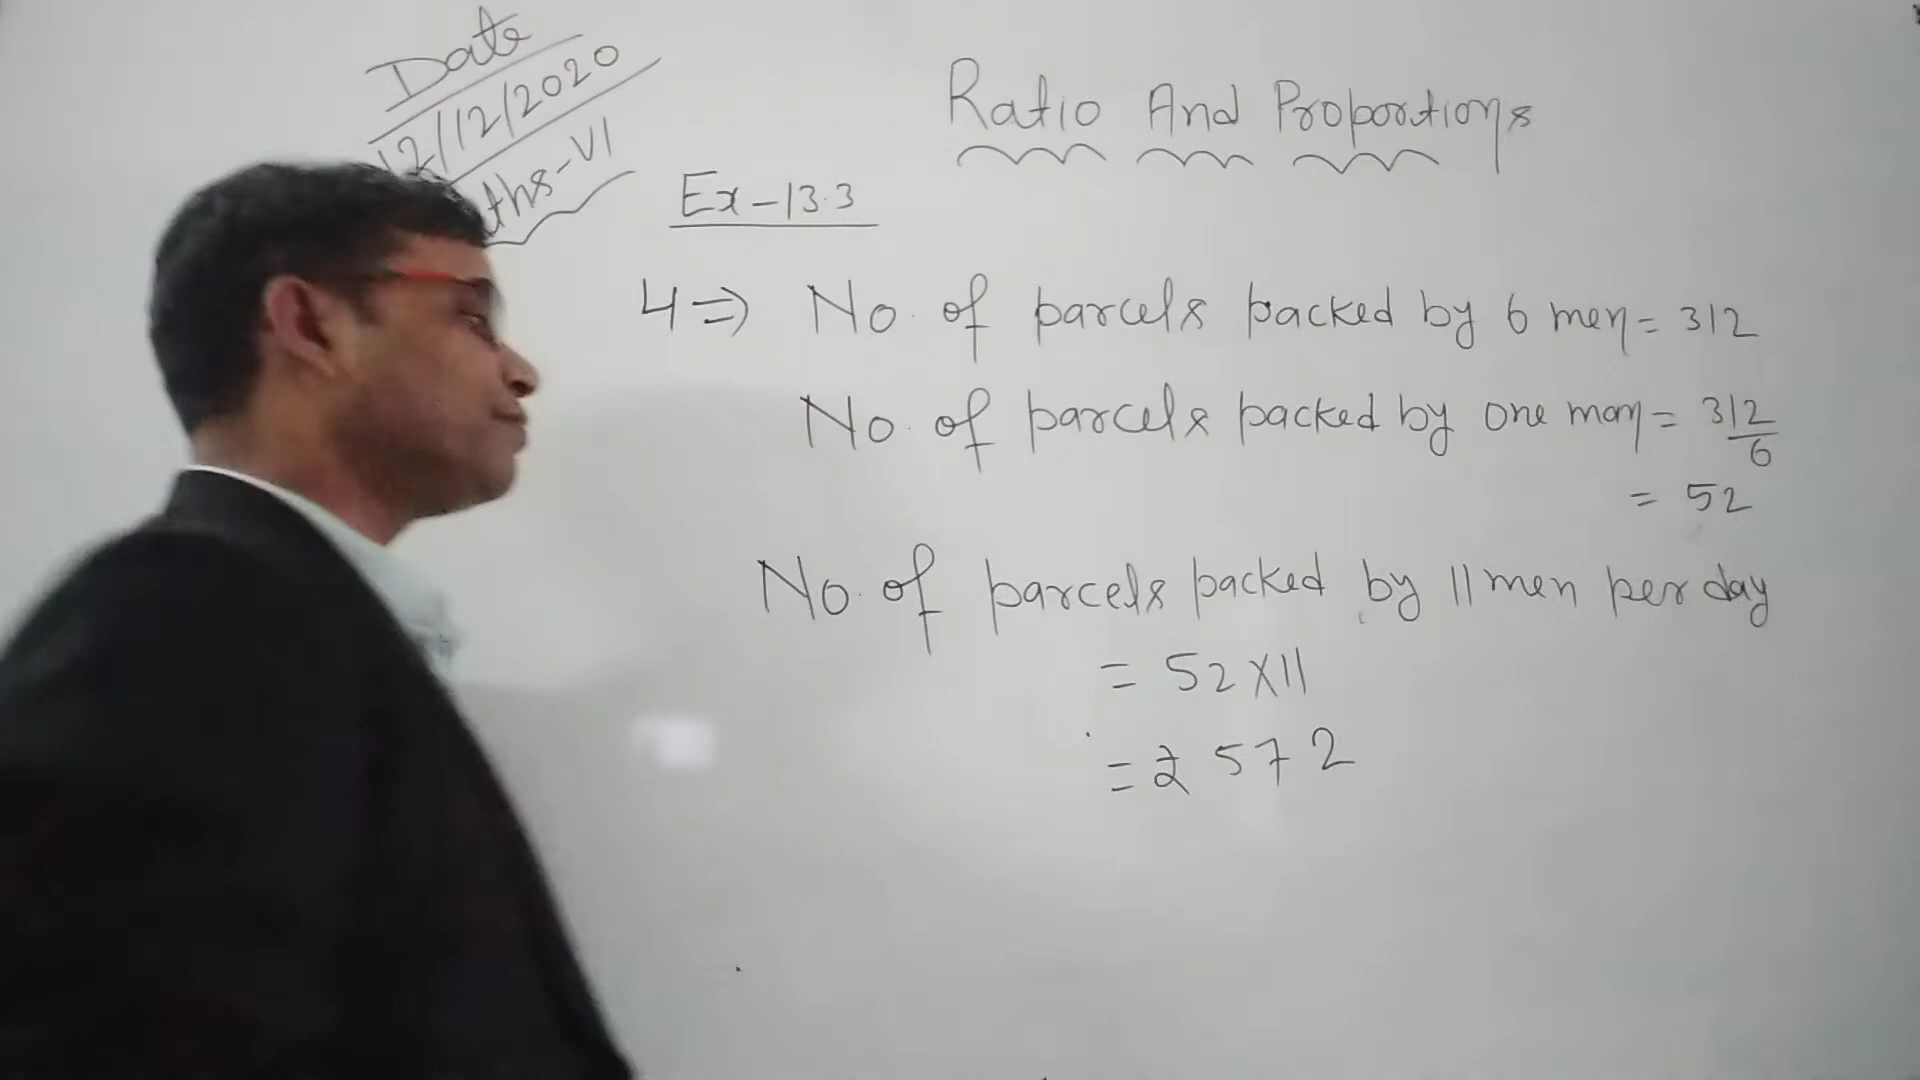 Date
12/12/2020
ths-VI
Ratio And Proportions
Ex-13.3
4⇒ No. of parcels packed by 6 men = 312
No. of parcels packed by one man = 312/6
= 52
No. of parcels packed by 11 men per day
= 52 X 11
= ₹ 572